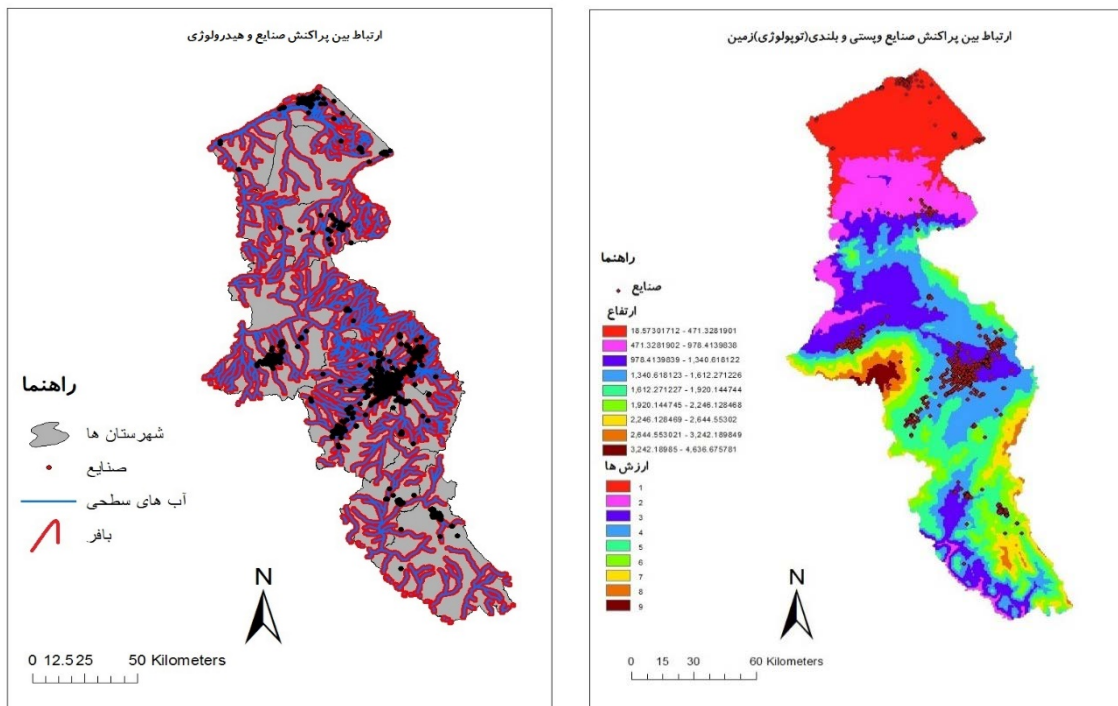 ارتباط بین پراکنش صنایع و هیدرولوژی
راهنما
شهرستان ها
صنایع
آب های سطحی
بافر
N
0 12.525 50 Kilometers
ارتباط بین پراکنش صنایع وپستی و بلندی(توپولوژی)زمین
راهنما
صنایع
ارتفاع
18.57301712 - 471.3281901
471.3281902 - 978.4139838
978.4139839 - 1,340.618122
1,340.618123 - 1,612.271226
1,612.271227 - 1,920.144744
1,920.144745 - 2,246.128468
2,246.128469 - 2,644.55302
2,644.553021 - 3,242.189849
3,242.18985 - 4,636.675781
ارزش ها
1
2
3
4
5
6
7
8
9
N
0 15 30 60 Kilometers